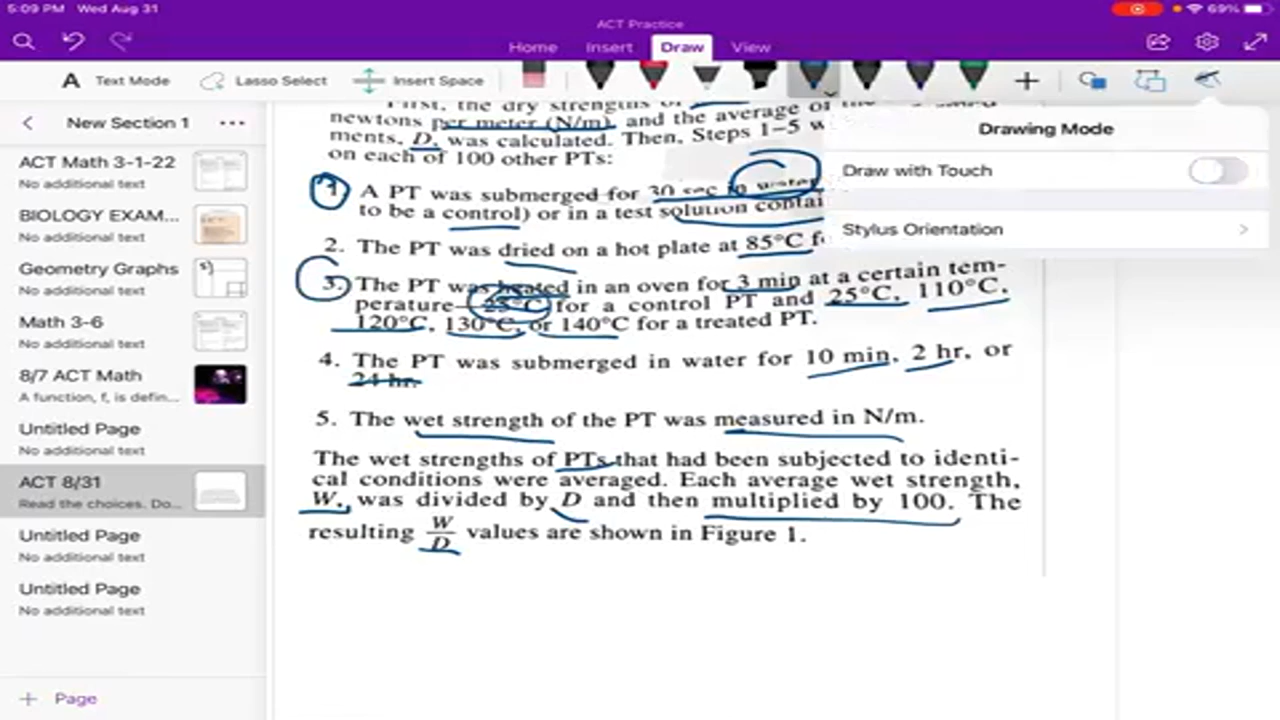 5:09 PM Wed Aug 31
69%
ACT Practice
Home Insert Draw View
A Text Mode Lasso Select Insert Space
New Section 1
ACT Math 3-1-22
No additional text
BIOLOGY EXAM...
No additional text
Geometry Graphs
No additional text
Math 3-6
No additional text
8/7 ACT Math
A function, f, is defin...
Untitled Page
No additional text
ACT 8/31
Read the choices. Do...
Untitled Page
No additional text
Untitled Page
No additional text
+ Page
First, the dry strengths of
newtons per meter (N/m), and the average of
ments, D, was calculated. Then, Steps 1–5 w
on each of 100 other PTs:
1. A PT was submerged for 30 sec in water
to be a control) or in a test solution contai
2. The PT was dried on a hot plate at 85°C f
3. The PT was heated in an oven for 3 min at a certain tem-
perature—25°C for a control PT and 25°C, 110°C,
120°C, 130°C, or 140°C for a treated PT.
4. The PT was submerged in water for 10 min, 2 hr, or
24 hr.
5. The wet strength of the PT was measured in N/m.
The wet strengths of PTs that had been subjected to identi-
cal conditions were averaged. Each average wet strength,
W, was divided by D and then multiplied by 100. The
resulting W/D values are shown in Figure 1.
Drawing Mode
Draw with Touch
Stylus Orientation